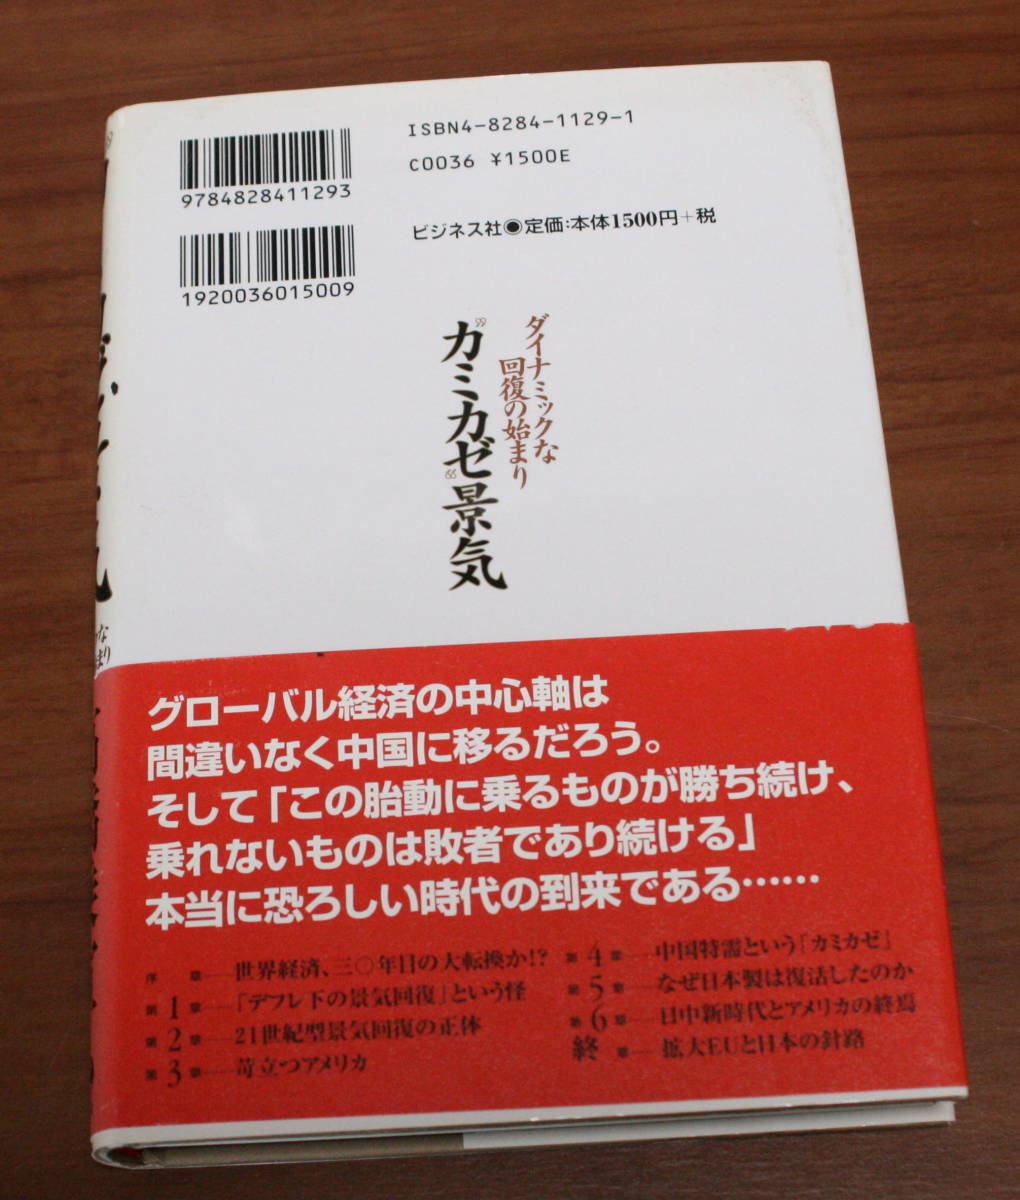 ISBN4-8284-1129-1
C0036 ¥1500E
9784828411293
ビジネス社◉定価:本体1500円+税
1920036015009
ダイナミックな
回復の始まり
"カミカゼ"景気
グローバル経済の中心軸は
間違いなく中国に移るだろう。
そして「この胎動に乗るものが勝ち続け、
乗れないものは敗者であり続ける」
本当に恐ろしい時代の到来である……
序章──世界経済、三〇年目の大転換か!?
第1章──「デフレ下の景気回復」という怪
第2章──21世紀型景気回復の正体
第3章──苛立つアメリカ
第4章──中国特需という「カミカゼ」
第5章──なぜ日本製は復活したのか
第6章──日中新時代とアメリカの終焉
終章──拡大EUと日本の針路